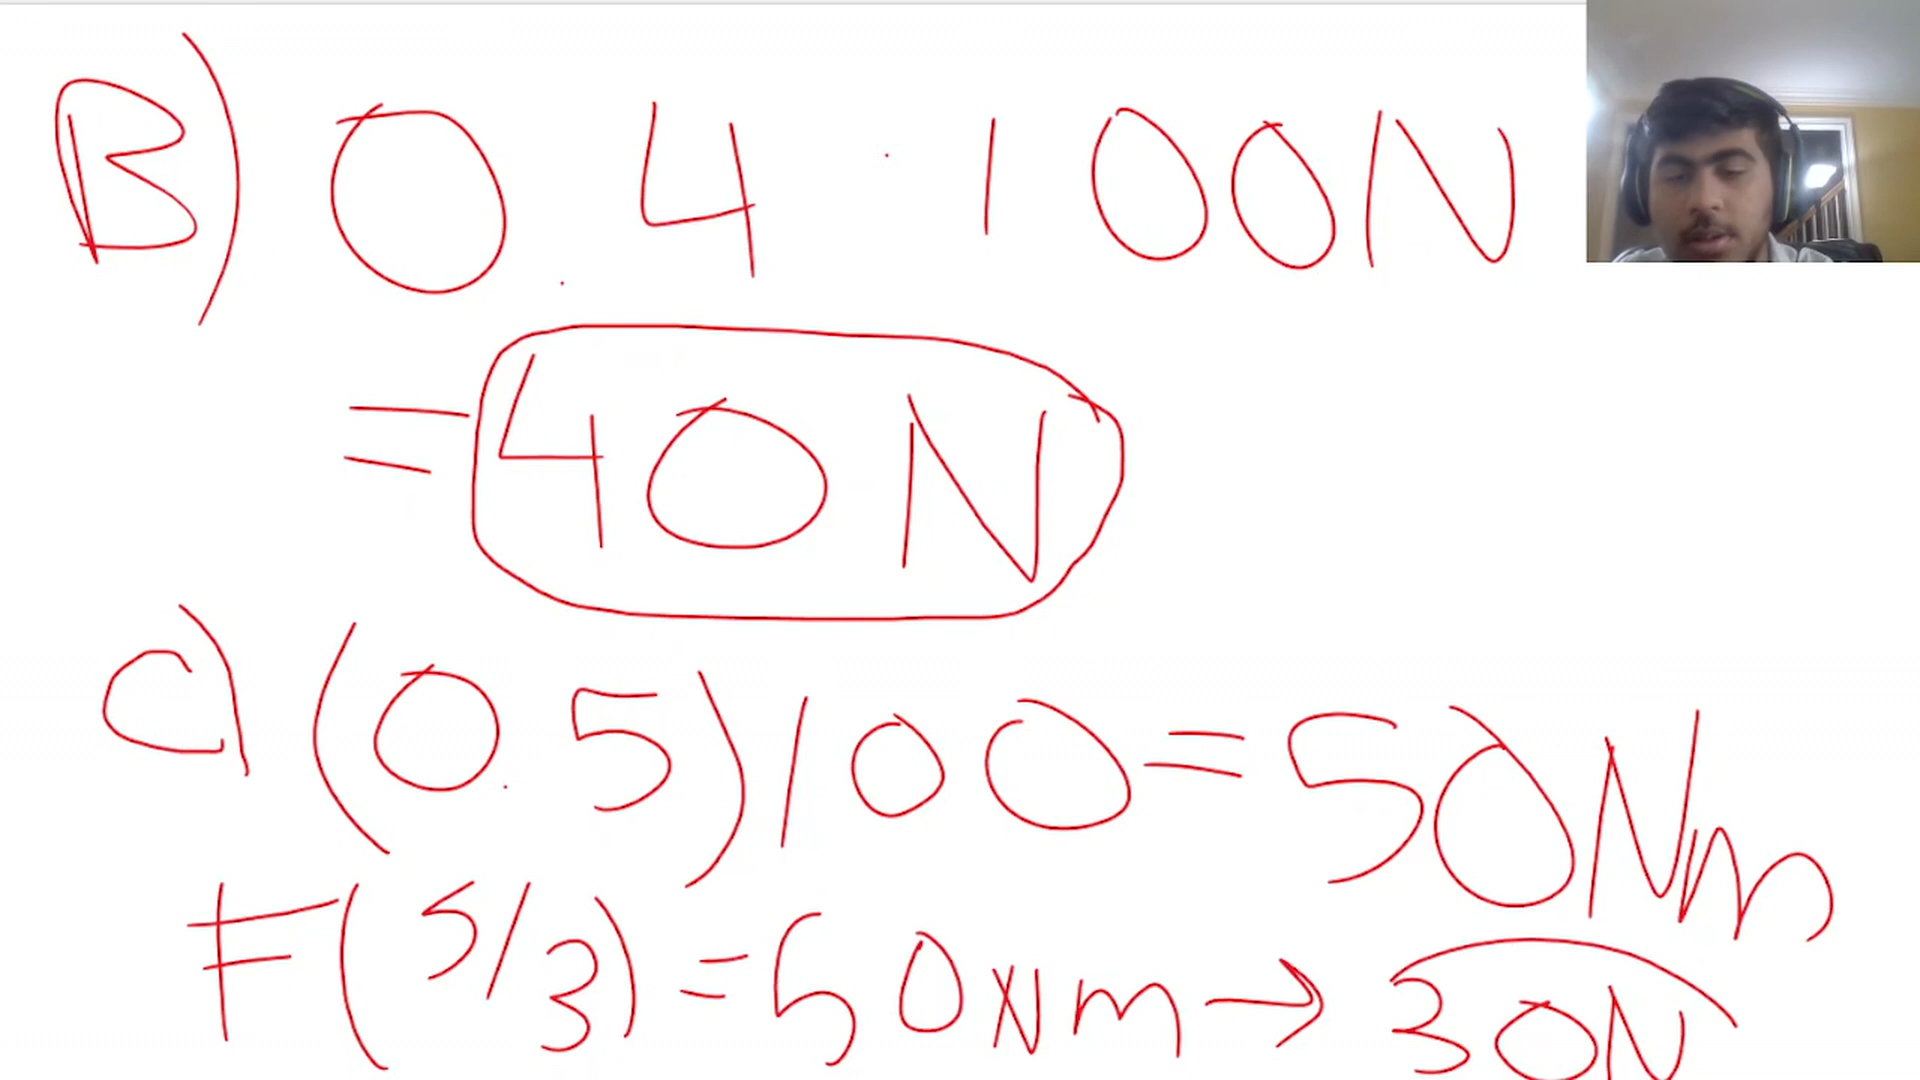 B) 0.4 · 100N
= 40N
C) (0.5)100 = 50Nm
F(5/3) = 50Nm → 30N